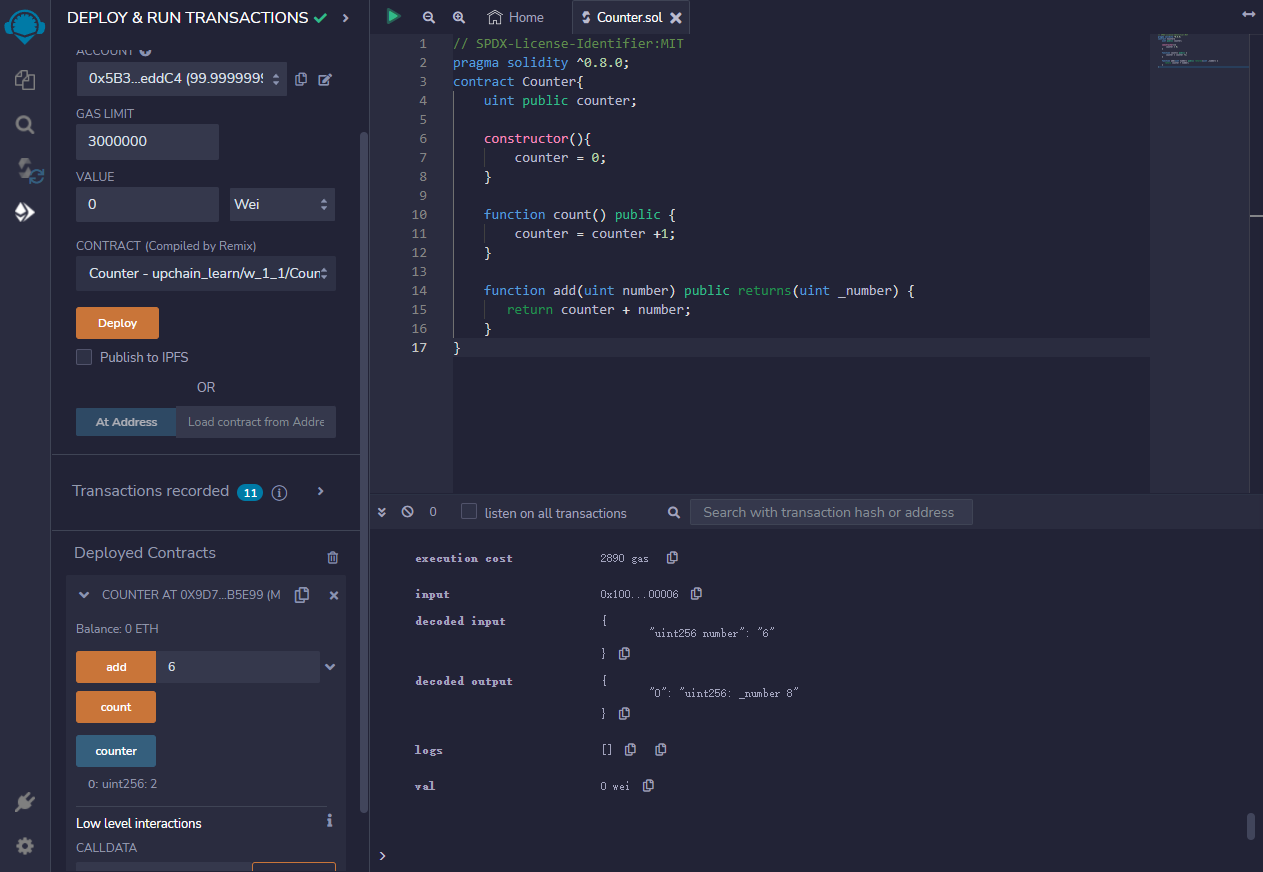 DEPLOY & RUN TRANSACTIONS
ACCOUNT
0x5B3...eddC4 (99.9999999
GAS LIMIT
3000000
VALUE
0
Wei
CONTRACT (Compiled by Remix)
Counter - upchain_learn/w_1_1/Coun
Deploy
Publish to IPFS
OR
At Address
Load contract from Addre
Transactions recorded 11 i
Deployed Contracts
COUNTER AT 0X9D7...B5E99 (M
Balance: 0 ETH
add
6
count
counter
0: uint256: 2
Low level interactions
i
CALLDATA
Home
Counter.sol
1 // SPDX-License-Identifier:MIT
2 pragma solidity ^0.8.0;
3 contract Counter{
4 uint public counter;
5
6 constructor(){
7 counter = 0;
8 }
9
10 function count() public {
11 counter = counter +1;
12 }
13
14 function add(uint number) public returns(uint _number) {
15 return counter + number;
16 }
17 }
0
listen on all transactions
Search with transaction hash or address
execution cost 2890 gas
input 0x100...00006
decoded input {
"uint256 number": "6"
}
decoded output {
"0": "uint256: _number 8"
}
logs []
val 0 wei
>